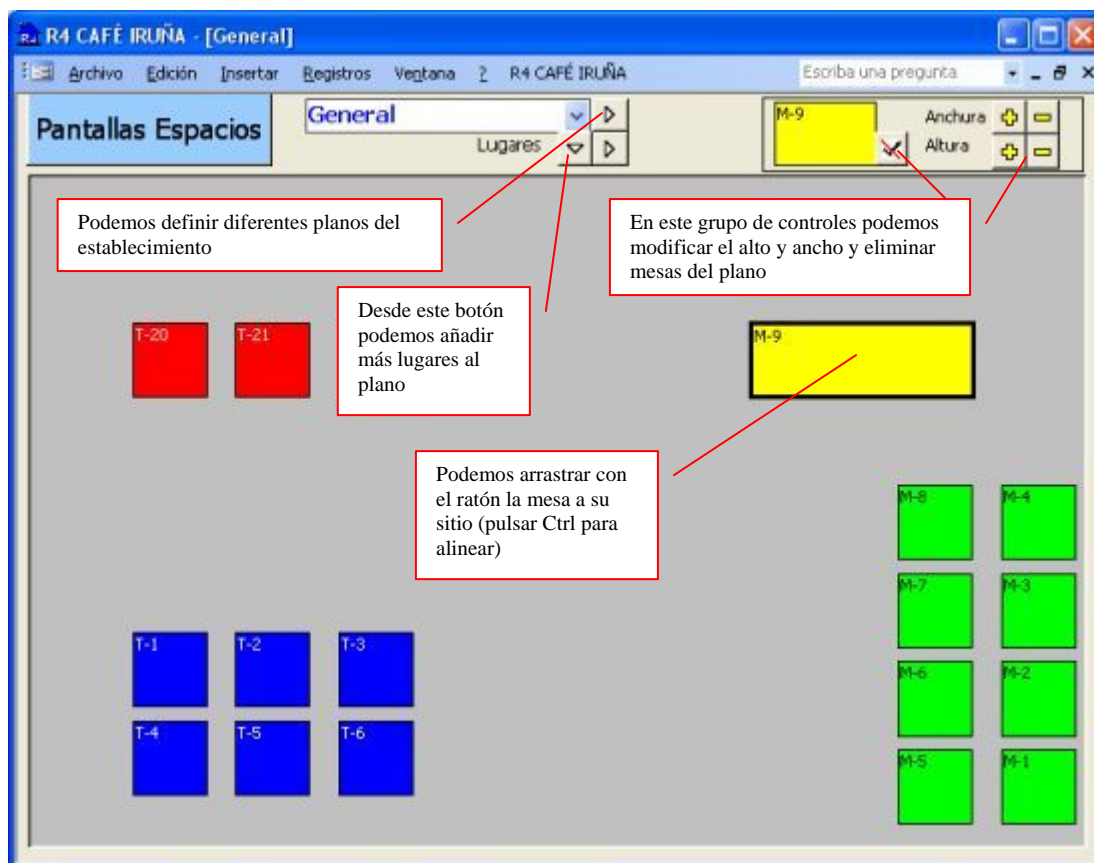 R4 CAFÉ IRUÑA - [General]
Archivo Edición Insertar Registros Ventana ? R4 CAFÉ IRUÑA Escriba una pregunta
Pantallas Espacios
General
Lugares
M-9
Anchura
Altura
Podemos definir diferentes planos del
establecimiento
En este grupo de controles podemos
modificar el alto y ancho y eliminar
mesas del plano
Desde este botón
podemos añadir
más lugares al
plano
T-20 T-21
M-9
Podemos arrastrar con
el ratón la mesa a su
sitio (pulsar Ctrl para
alinear)
M-8 M-4
M-7 M-3
T-1 T-2 T-3
M-6 M-2
T-4 T-5 T-6
M-5 M-1